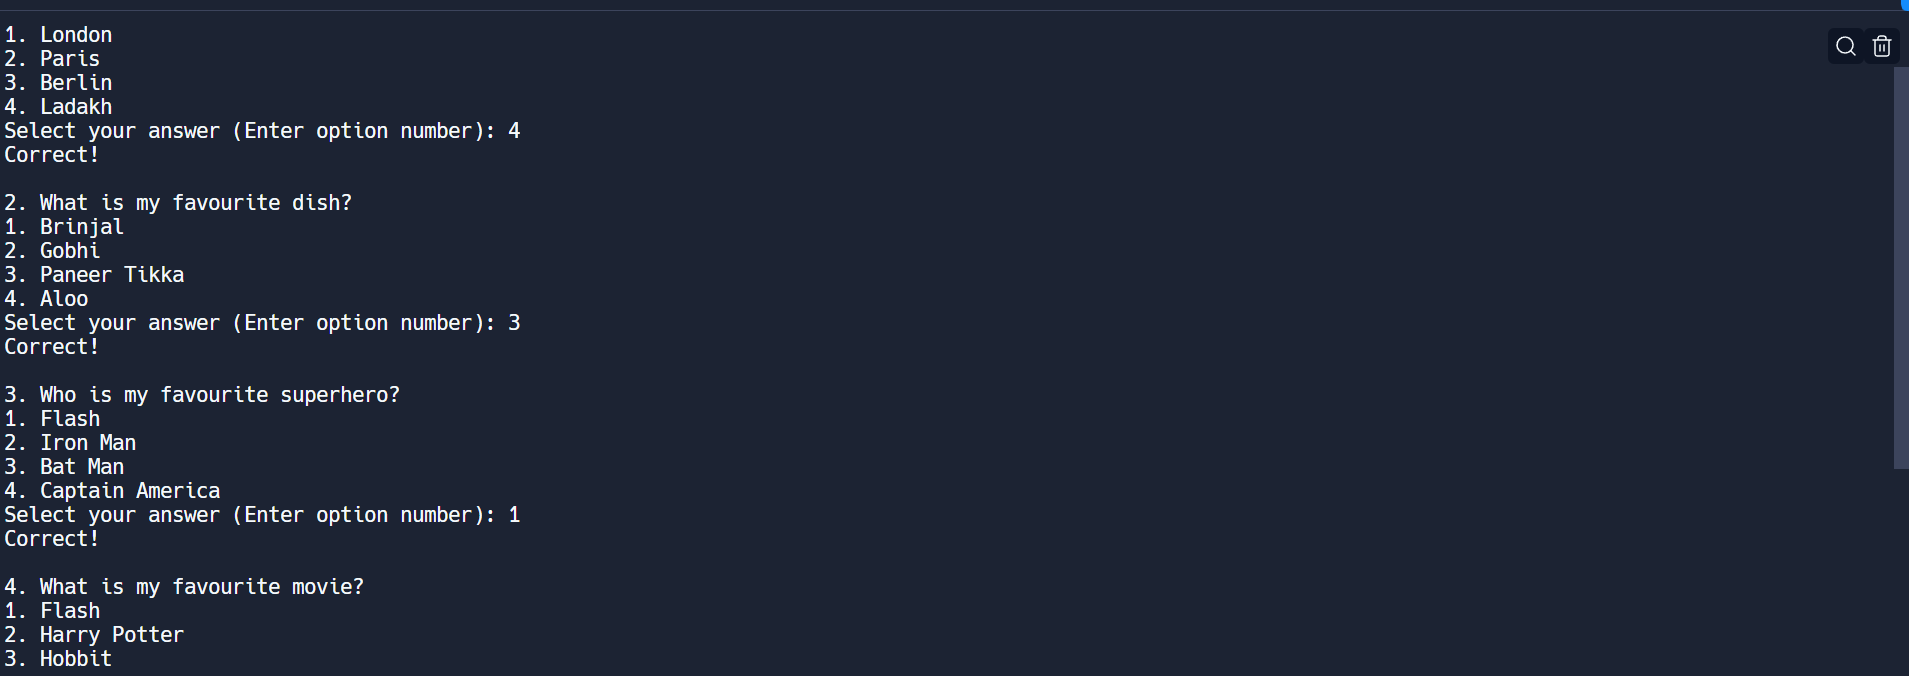 1. London
2. Paris
3. Berlin
4. Ladakh
Select your answer (Enter option number): 4
Correct!
2. What is my favourite dish?
1. Brinjal
2. Gobhi
3. Paneer Tikka
4. Aloo
Select your answer (Enter option number): 3
Correct!
3. Who is my favourite superhero?
1. Flash
2. Iron Man
3. Bat Man
4. Captain America
Select your answer (Enter option number): 1
Correct!
4. What is my favourite movie?
1. Flash
2. Harry Potter
3. Hobbit